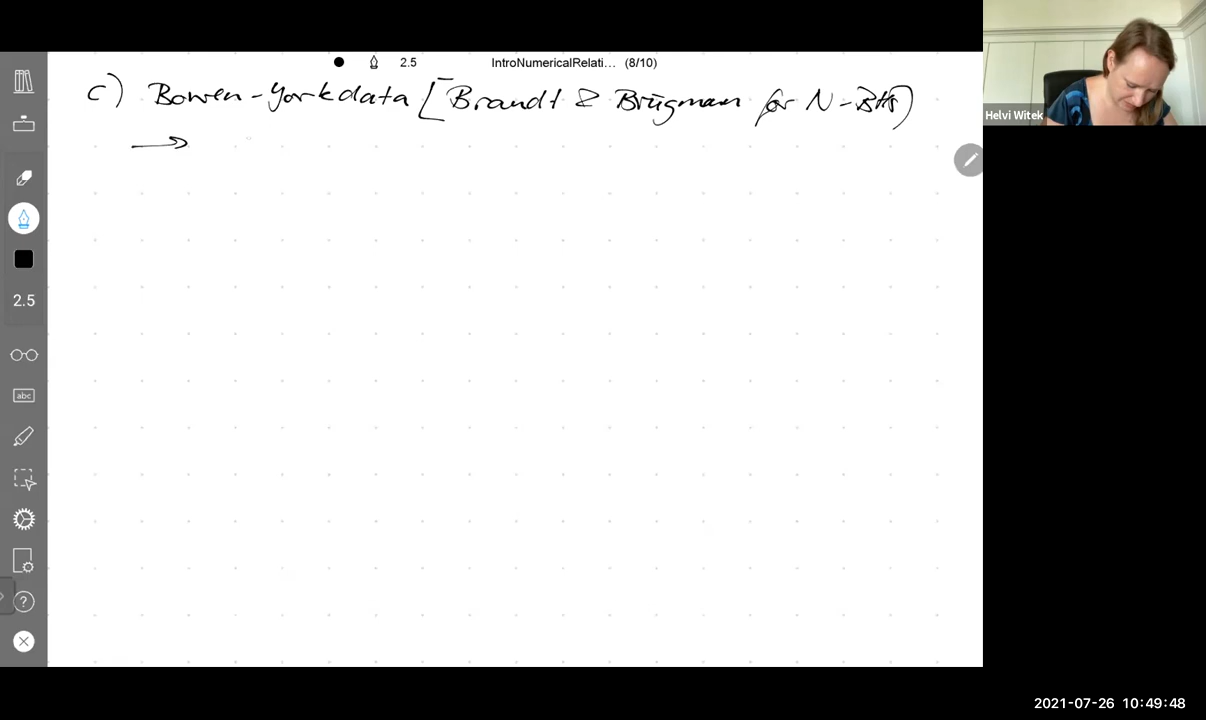 2.5 IntroNumericalRelati... (8/10)
c) Bowen-York data [Brandt & Brügmann for N-BHs]
→
2.5
abc
?
Helvi Witek
2021-07-26 10:49:48